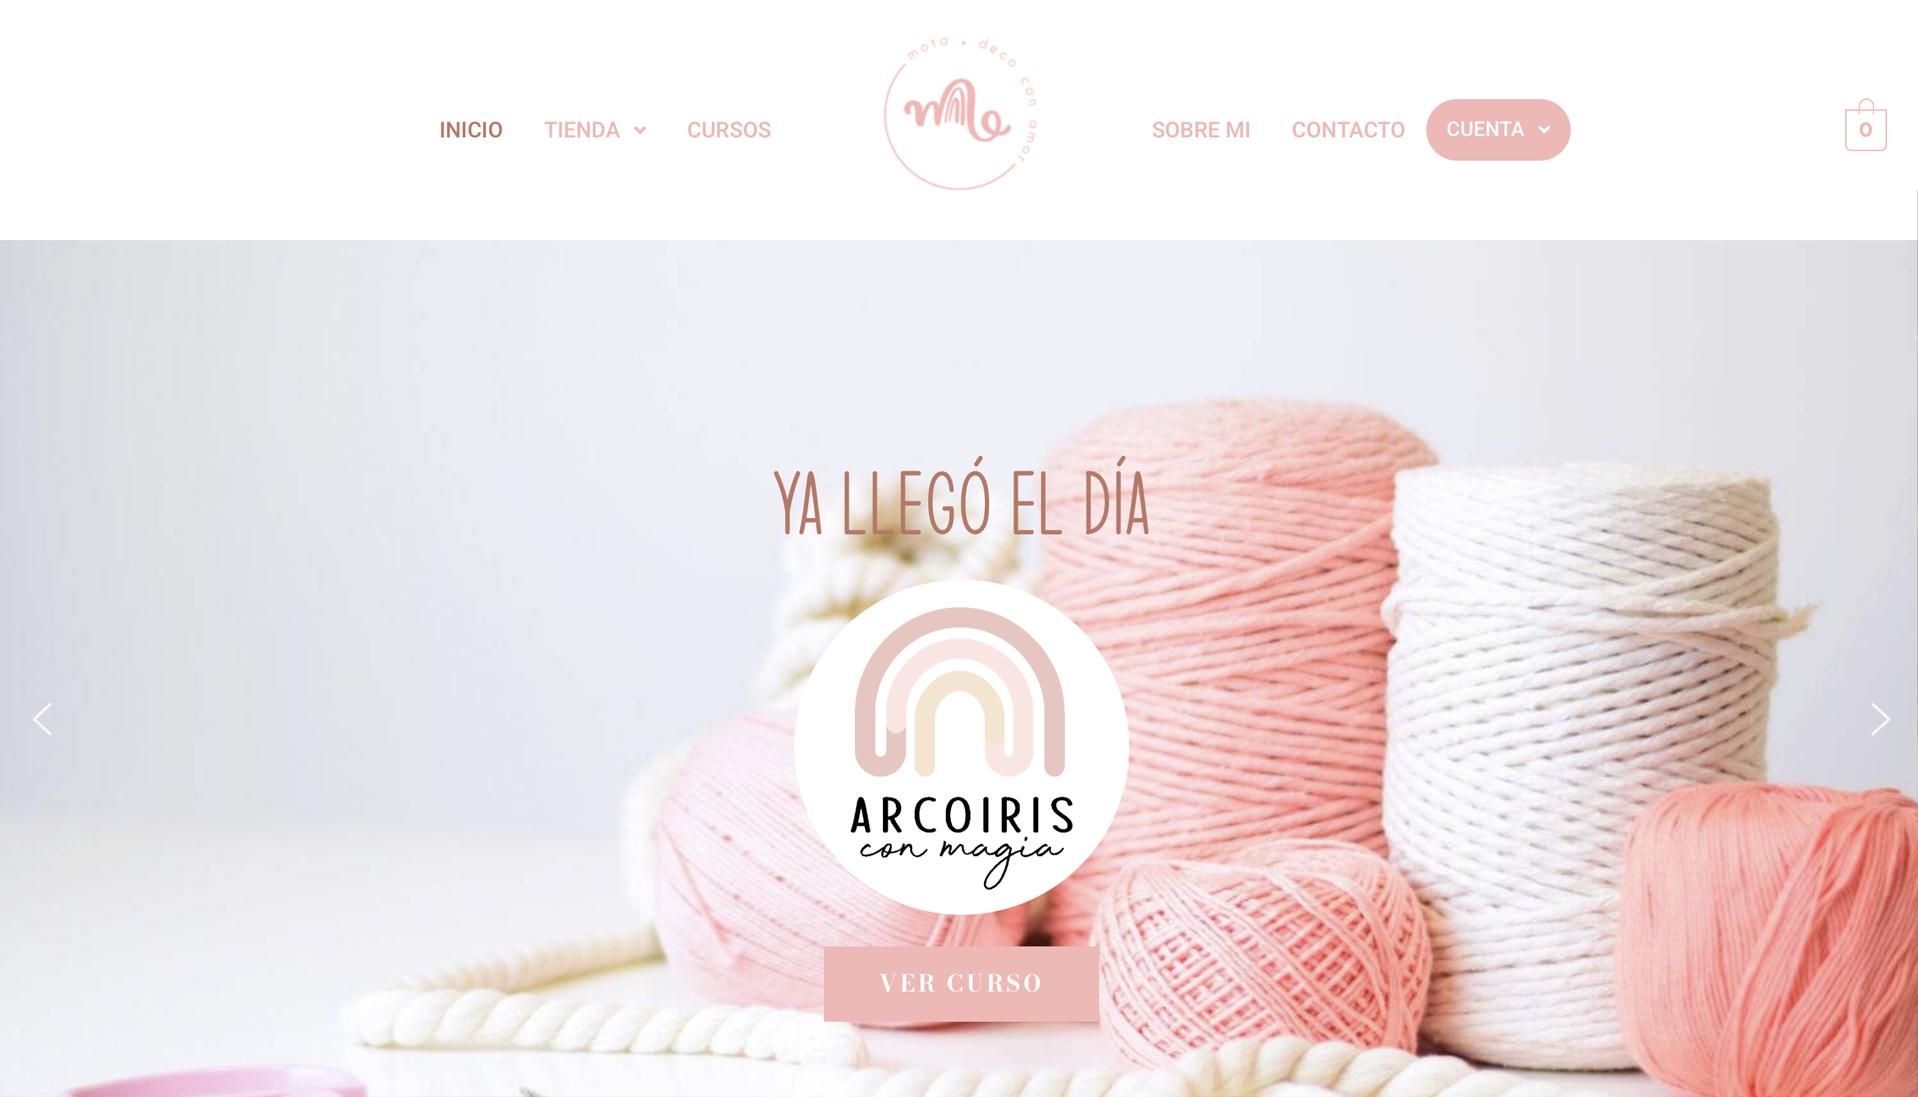 INICIO
TIENDA
CURSOS
mota • deco con amor
SOBRE MI
CONTACTO
CUENTA
0
YA LLEGÓ EL DÍA
ARCOIRIS
con magia
VER CURSO